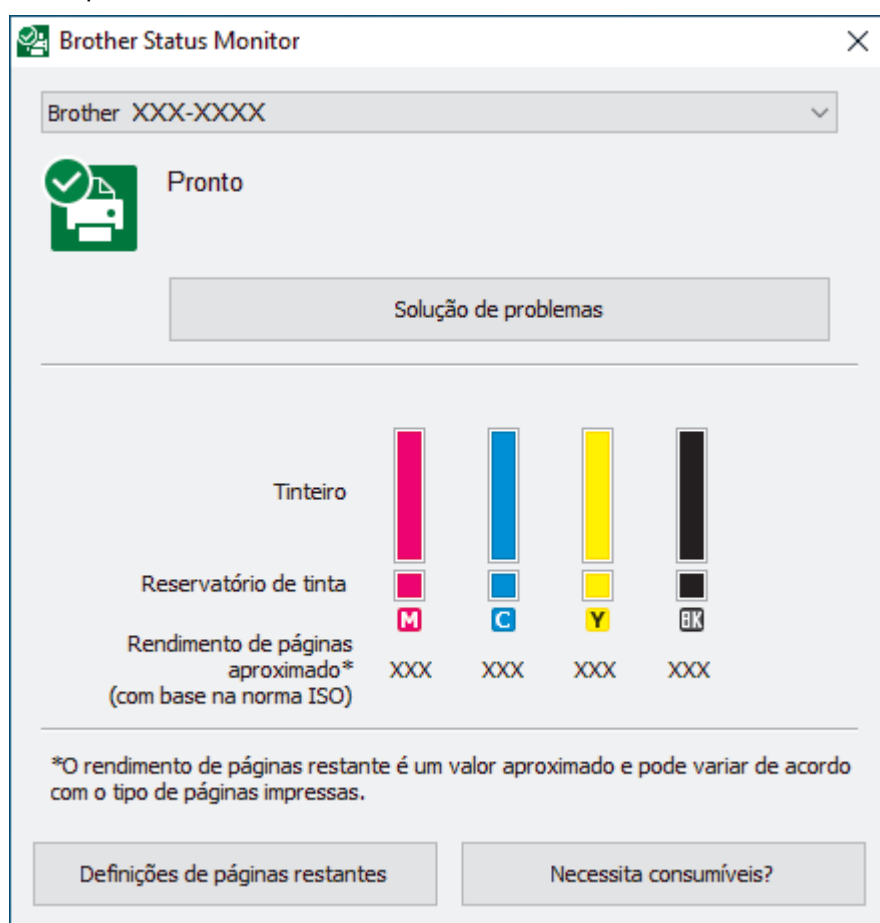 Brother Status Monitor
Brother XXX-XXXX
Pronto
Solução de problemas
Tinteiro
Reservatório de tinta
M C Y BK
Rendimento de páginas
aproximado* XXX XXX XXX XXX
(com base na norma ISO)
*O rendimento de páginas restante é um valor aproximado e pode variar de acordo
com o tipo de páginas impressas.
Definições de páginas restantes
Necessita consumíveis?